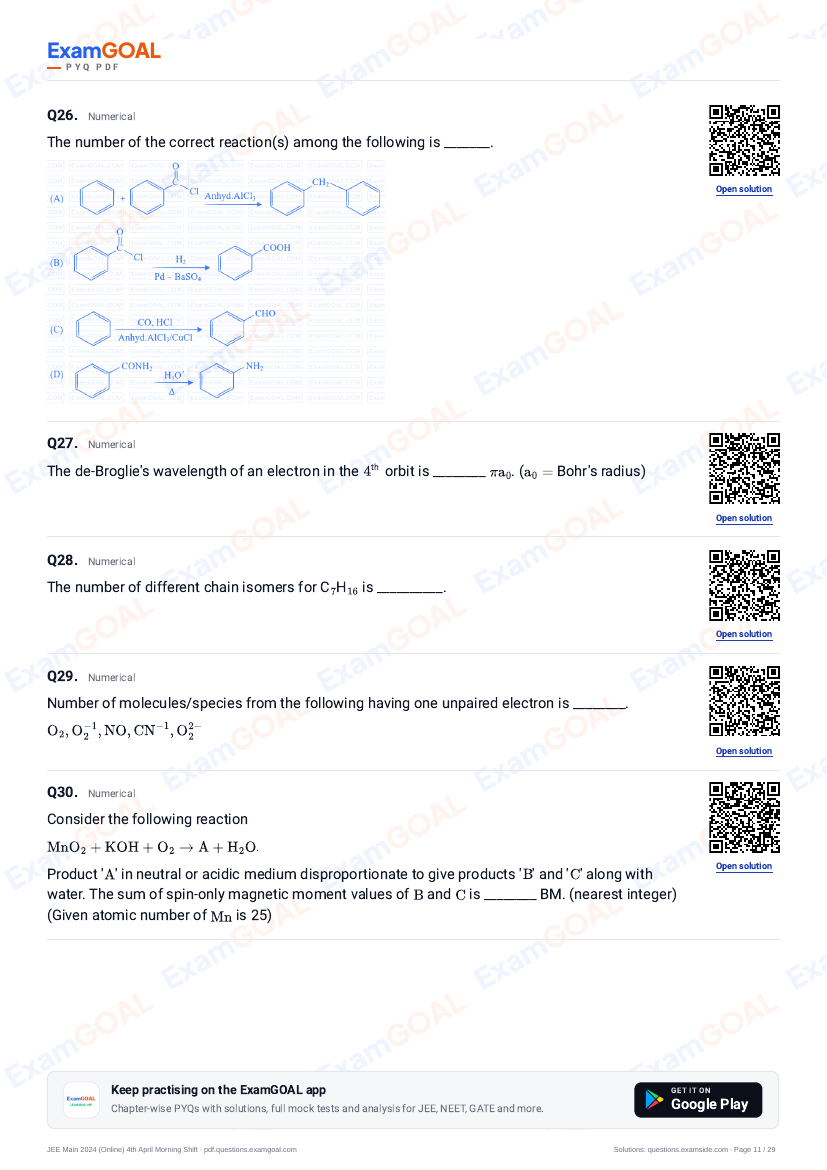 ExamGOAL
PYQ PDF
Q26. Numerical
The number of the correct reaction(s) among the following is ______.
(A) + O C Cl Anhyd.AlCl₃ CH₂
(B) O C Cl H₂ Pd – BaSO₄ COOH
(C) CO, HCl Anhyd.AlCl₃/CuCl CHO
(D) CONH₂ H₃O⁺ Δ NH₂
Open solution
Q27. Numerical
The de-Broglie's wavelength of an electron in the 4ᵗʰ orbit is _______ πa₀. (a₀ = Bohr's radius)
Open solution
Q28. Numerical
The number of different chain isomers for C₇H₁₆ is _________.
Open solution
Q29. Numerical
Number of molecules/species from the following having one unpaired electron is _______.
O₂, O₂⁻¹, NO, CN⁻¹, O₂²⁻
Open solution
Q30. Numerical
Consider the following reaction
MnO₂ + KOH + O₂ → A + H₂O.
Product 'A' in neutral or acidic medium disproportionate to give products 'B' and 'C' along with
water. The sum of spin-only magnetic moment values of B and C is _______ BM. (nearest integer)
(Given atomic number of Mn is 25)
Open solution
ExamGOAL
Keep practising on the ExamGOAL app
Chapter-wise PYQs with solutions, full mock tests and analysis for JEE, NEET, GATE and more.
GET IT ON
Google Play
JEE Main 2024 (Online) 4th April Morning Shift · pdf.questions.examgoal.com
Solutions: questions.examside.com · Page 11 / 29